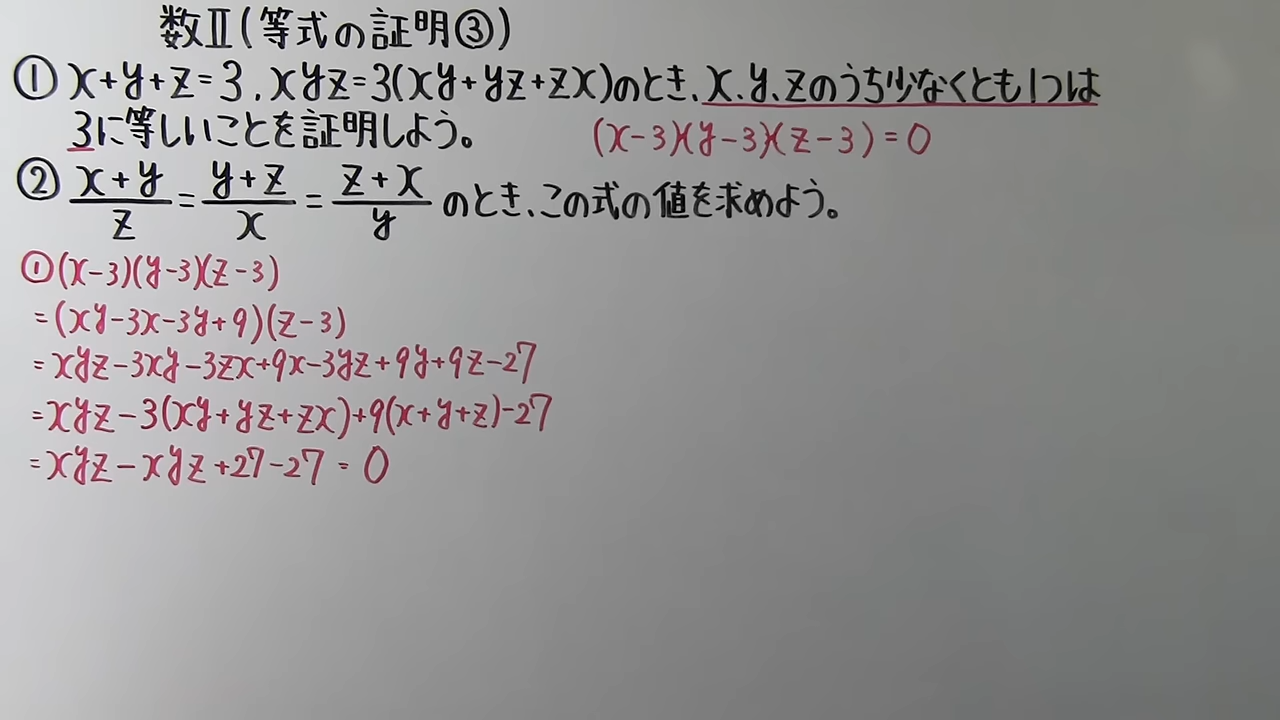 数Ⅱ(等式の証明③)
① x+y+z=3, xyz=3(xy+yz+zx)のとき、x、y、zのうち少なくとも1つは
3に等しいことを証明しよう。 (x-3)(y-3)(z-3)=0
② (x+y)/z = (y+z)/x = (z+x)/y のとき、この式の値を求めよう。
①(x-3)(y-3)(z-3)
=(xy-3x-3y+9)(z-3)
=xyz-3xy-3zx+9x-3yz+9y+9z-27
=xyz-3(xy+yz+zx)+9(x+y+z)-27
=xyz-xyz+27-27=0